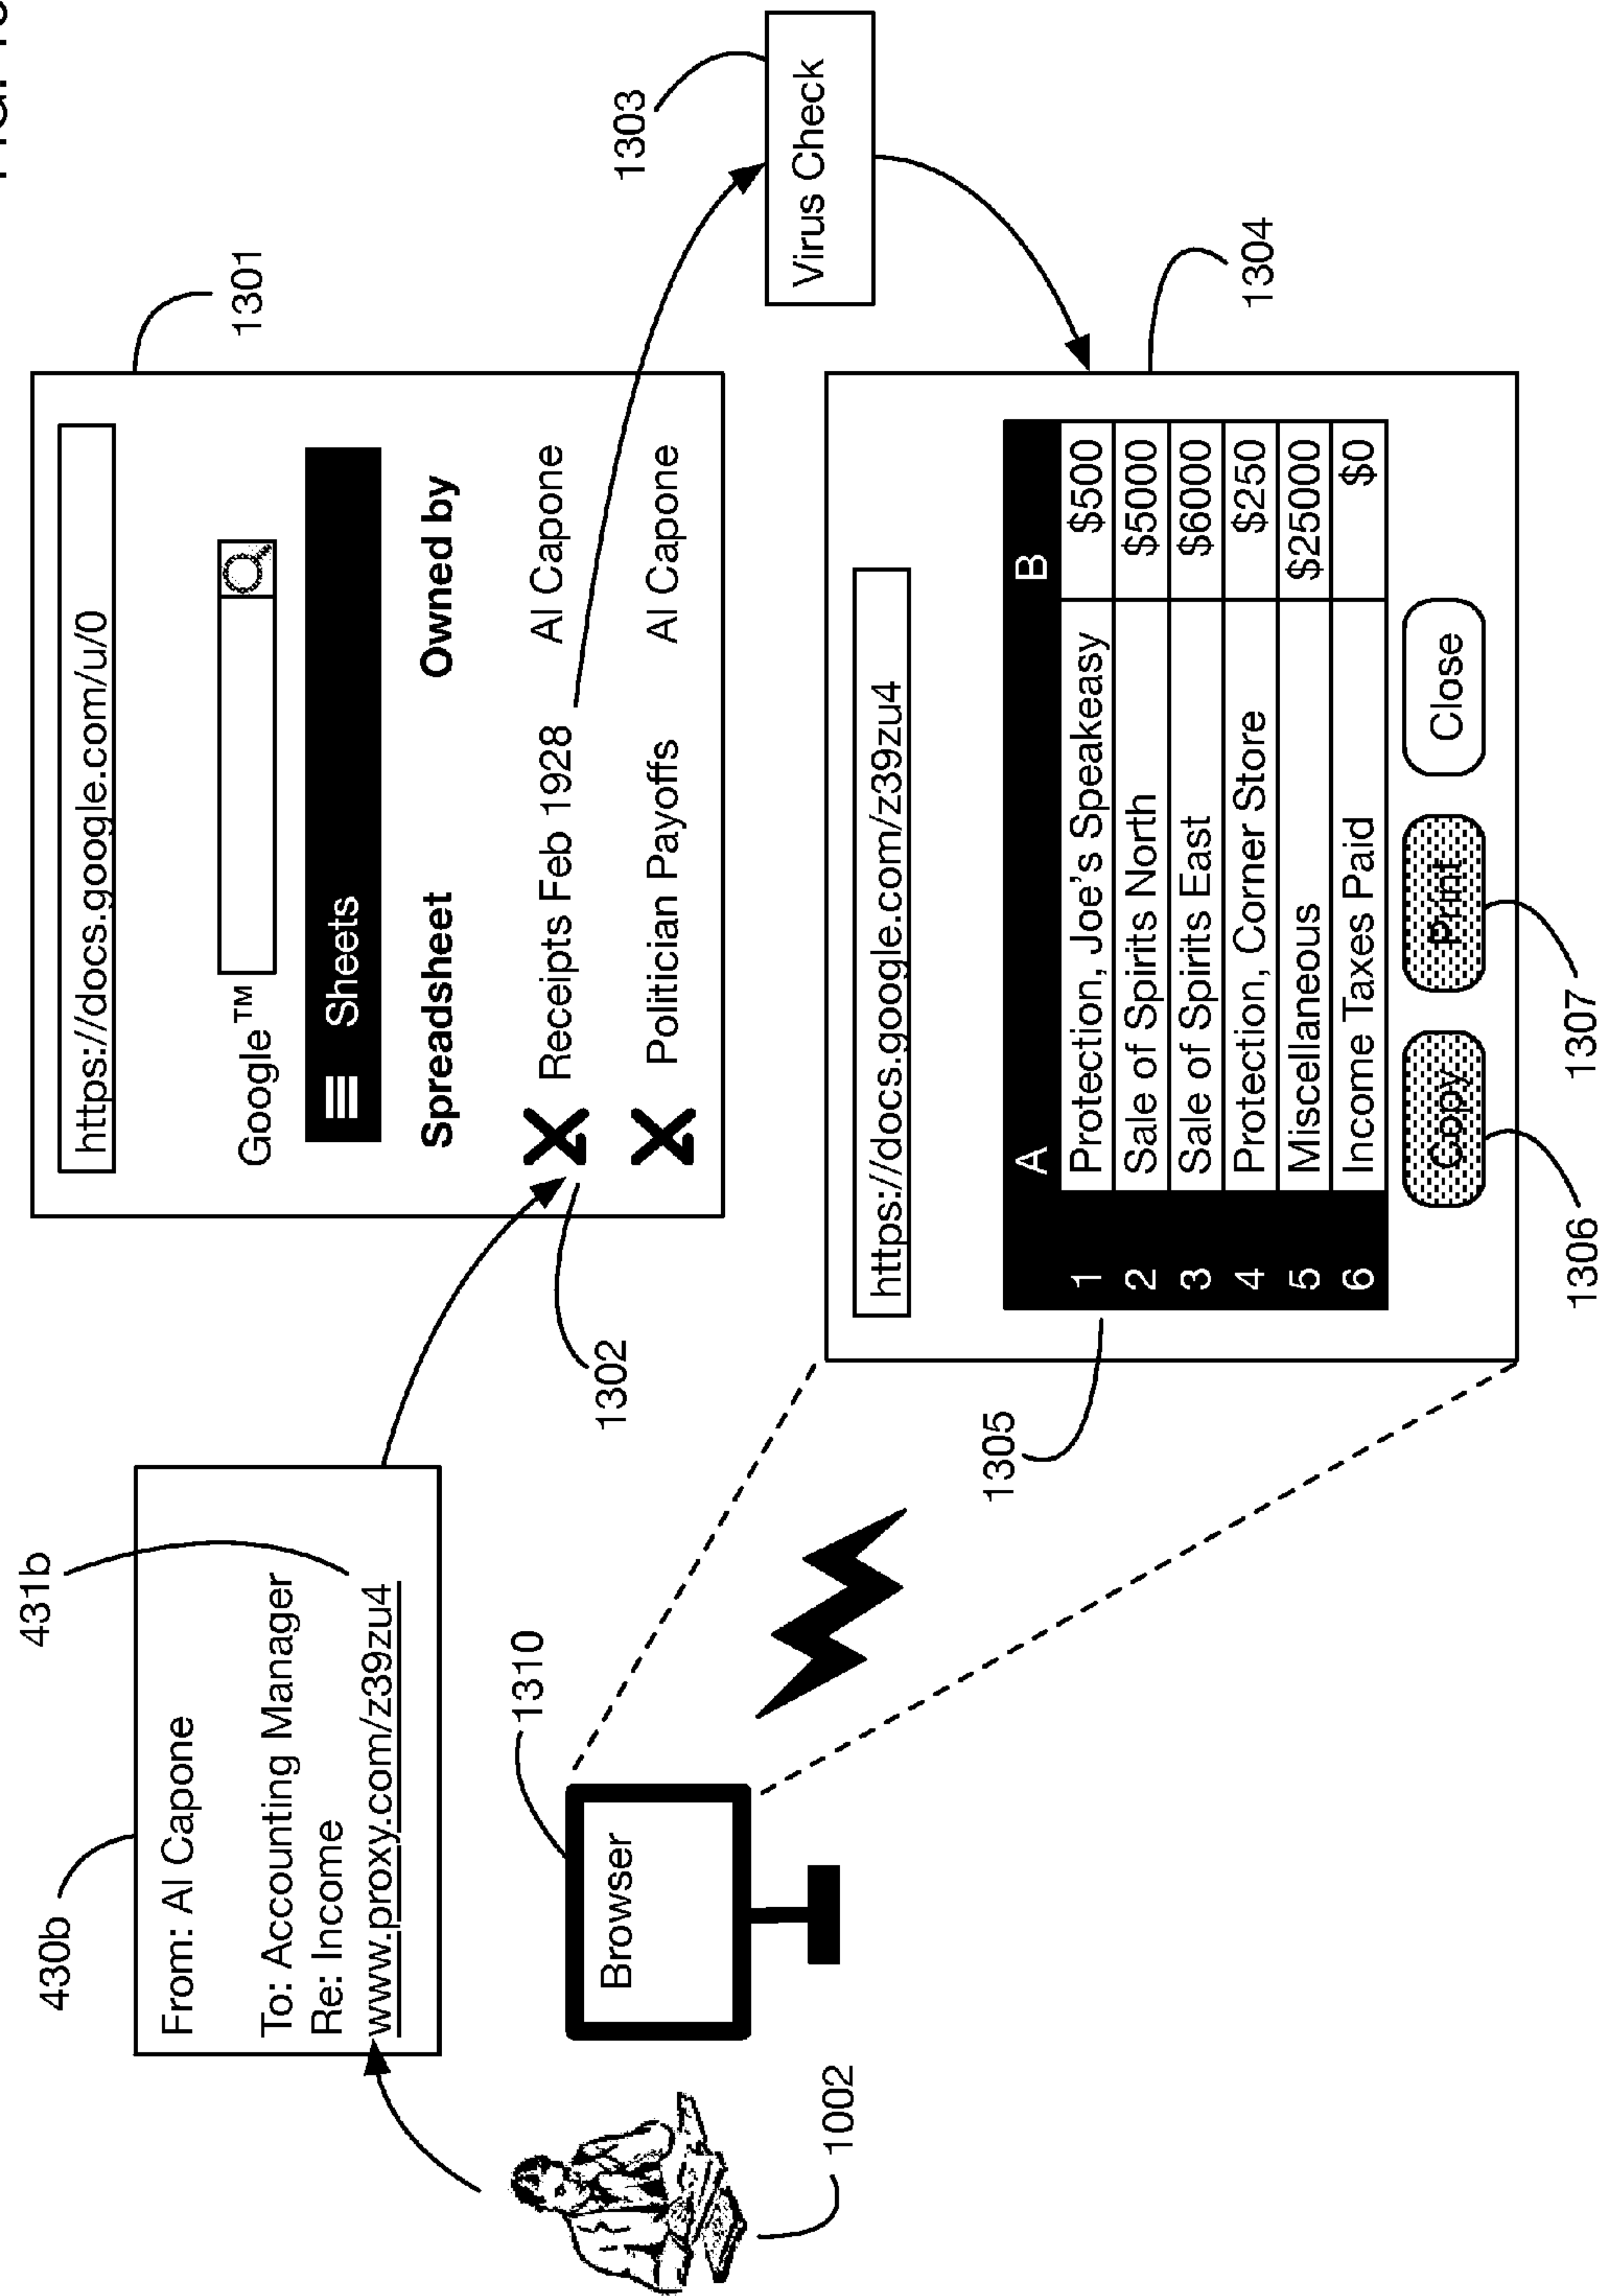 430b
431b
From: Al Capone
To: Accounting Manager
Re: Income
www.proxy.com/z39zu4
1301
https://docs.google.com/u/0
Google™
Sheets
Spreadsheet Owned by
X Receipts Feb 1928 Al Capone
X Politician Payoffs Al Capone
1302
1303
Virus Check
1002
1310
Browser
1304
https://docs.google.com/z39zu4
1305
A B
1 Protection, Joe's Speakeasy $500
2 Sale of Spirits North $5000
3 Sale of Spirits East $6000
4 Protection, Corner Store $250
5 Miscellaneous $25000
6 Income Taxes Paid $0
Copy Print Close
1306
1307